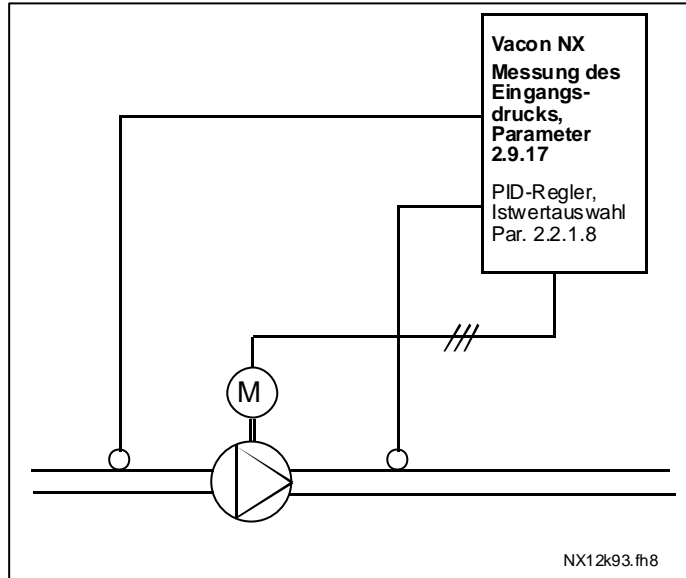 Vacon NX
Messung des
Eingangs-
drucks,
Parameter
2.9.17
PID-Regler,
Istwertauswahl
Par. 2.2.1.8
M
NX12k93.fh8